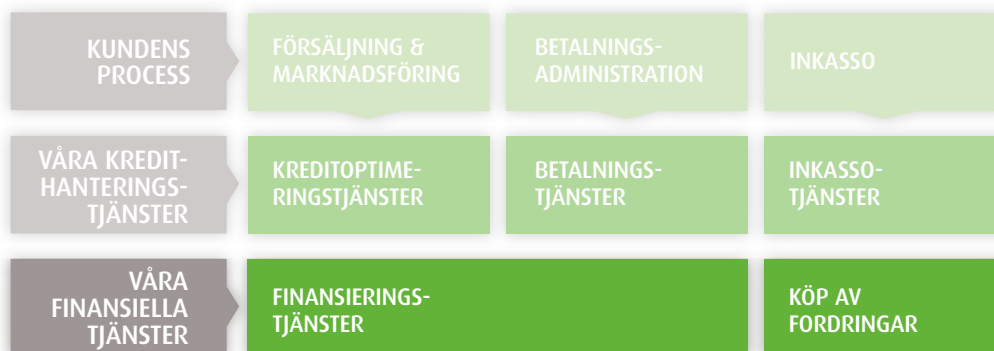 KUNDENS
PROCESS
FÖRSÄLJNING &
MARKNADSFÖRING
BETALNINGS-
ADMINISTRATION
INKASSO
VÅRA KREDIT-
HANTERINGS-
TJÄNSTER
KREDITOPTIME-
RINGSTJÄNSTER
BETALNINGS-
TJÄNSTER
INKASSO-
TJÄNSTER
VÅRA
FINANSIELLA
TJÄNSTER
FINANSIERINGS-
TJÄNSTER
KÖP AV
FORDRINGAR